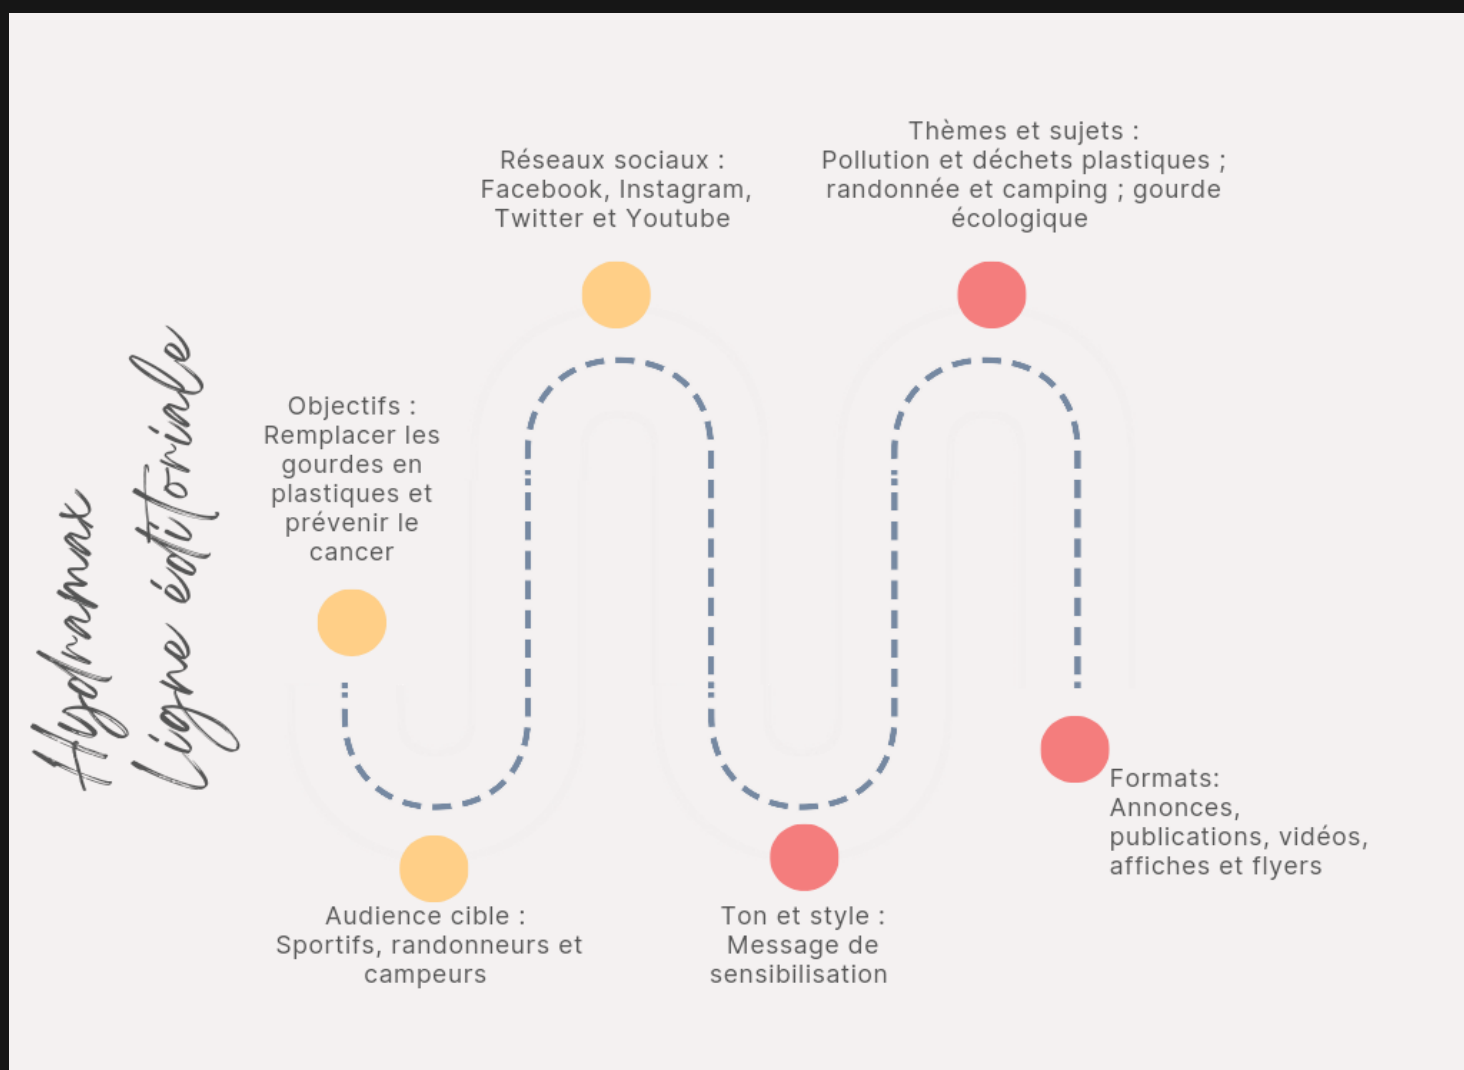 Hydramax
Ligne éditoriale
Objectifs :
Remplacer les
gourdes en
plastiques et
prévenir le
cancer
Audience cible :
Sportifs, randonneurs et
campeurs
Réseaux sociaux :
Facebook, Instagram,
Twitter et Youtube
Ton et style :
Message de
sensibilisation
Thèmes et sujets :
Pollution et déchets plastiques ;
randonnée et camping ; gourde
écologique
Formats:
Annonces,
publications, vidéos,
affiches et flyers